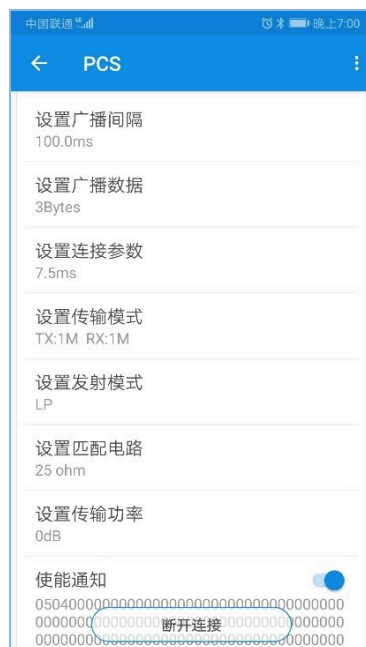 中国联通 晚上7:00
PCS
设置广播间隔
100.0ms
设置广播数据
3Bytes
设置连接参数
7.5ms
设置传输模式
TX:1M RX:1M
设置发射模式
LP
设置匹配电路
25 ohm
设置传输功率
0dB
使能通知
断开连接